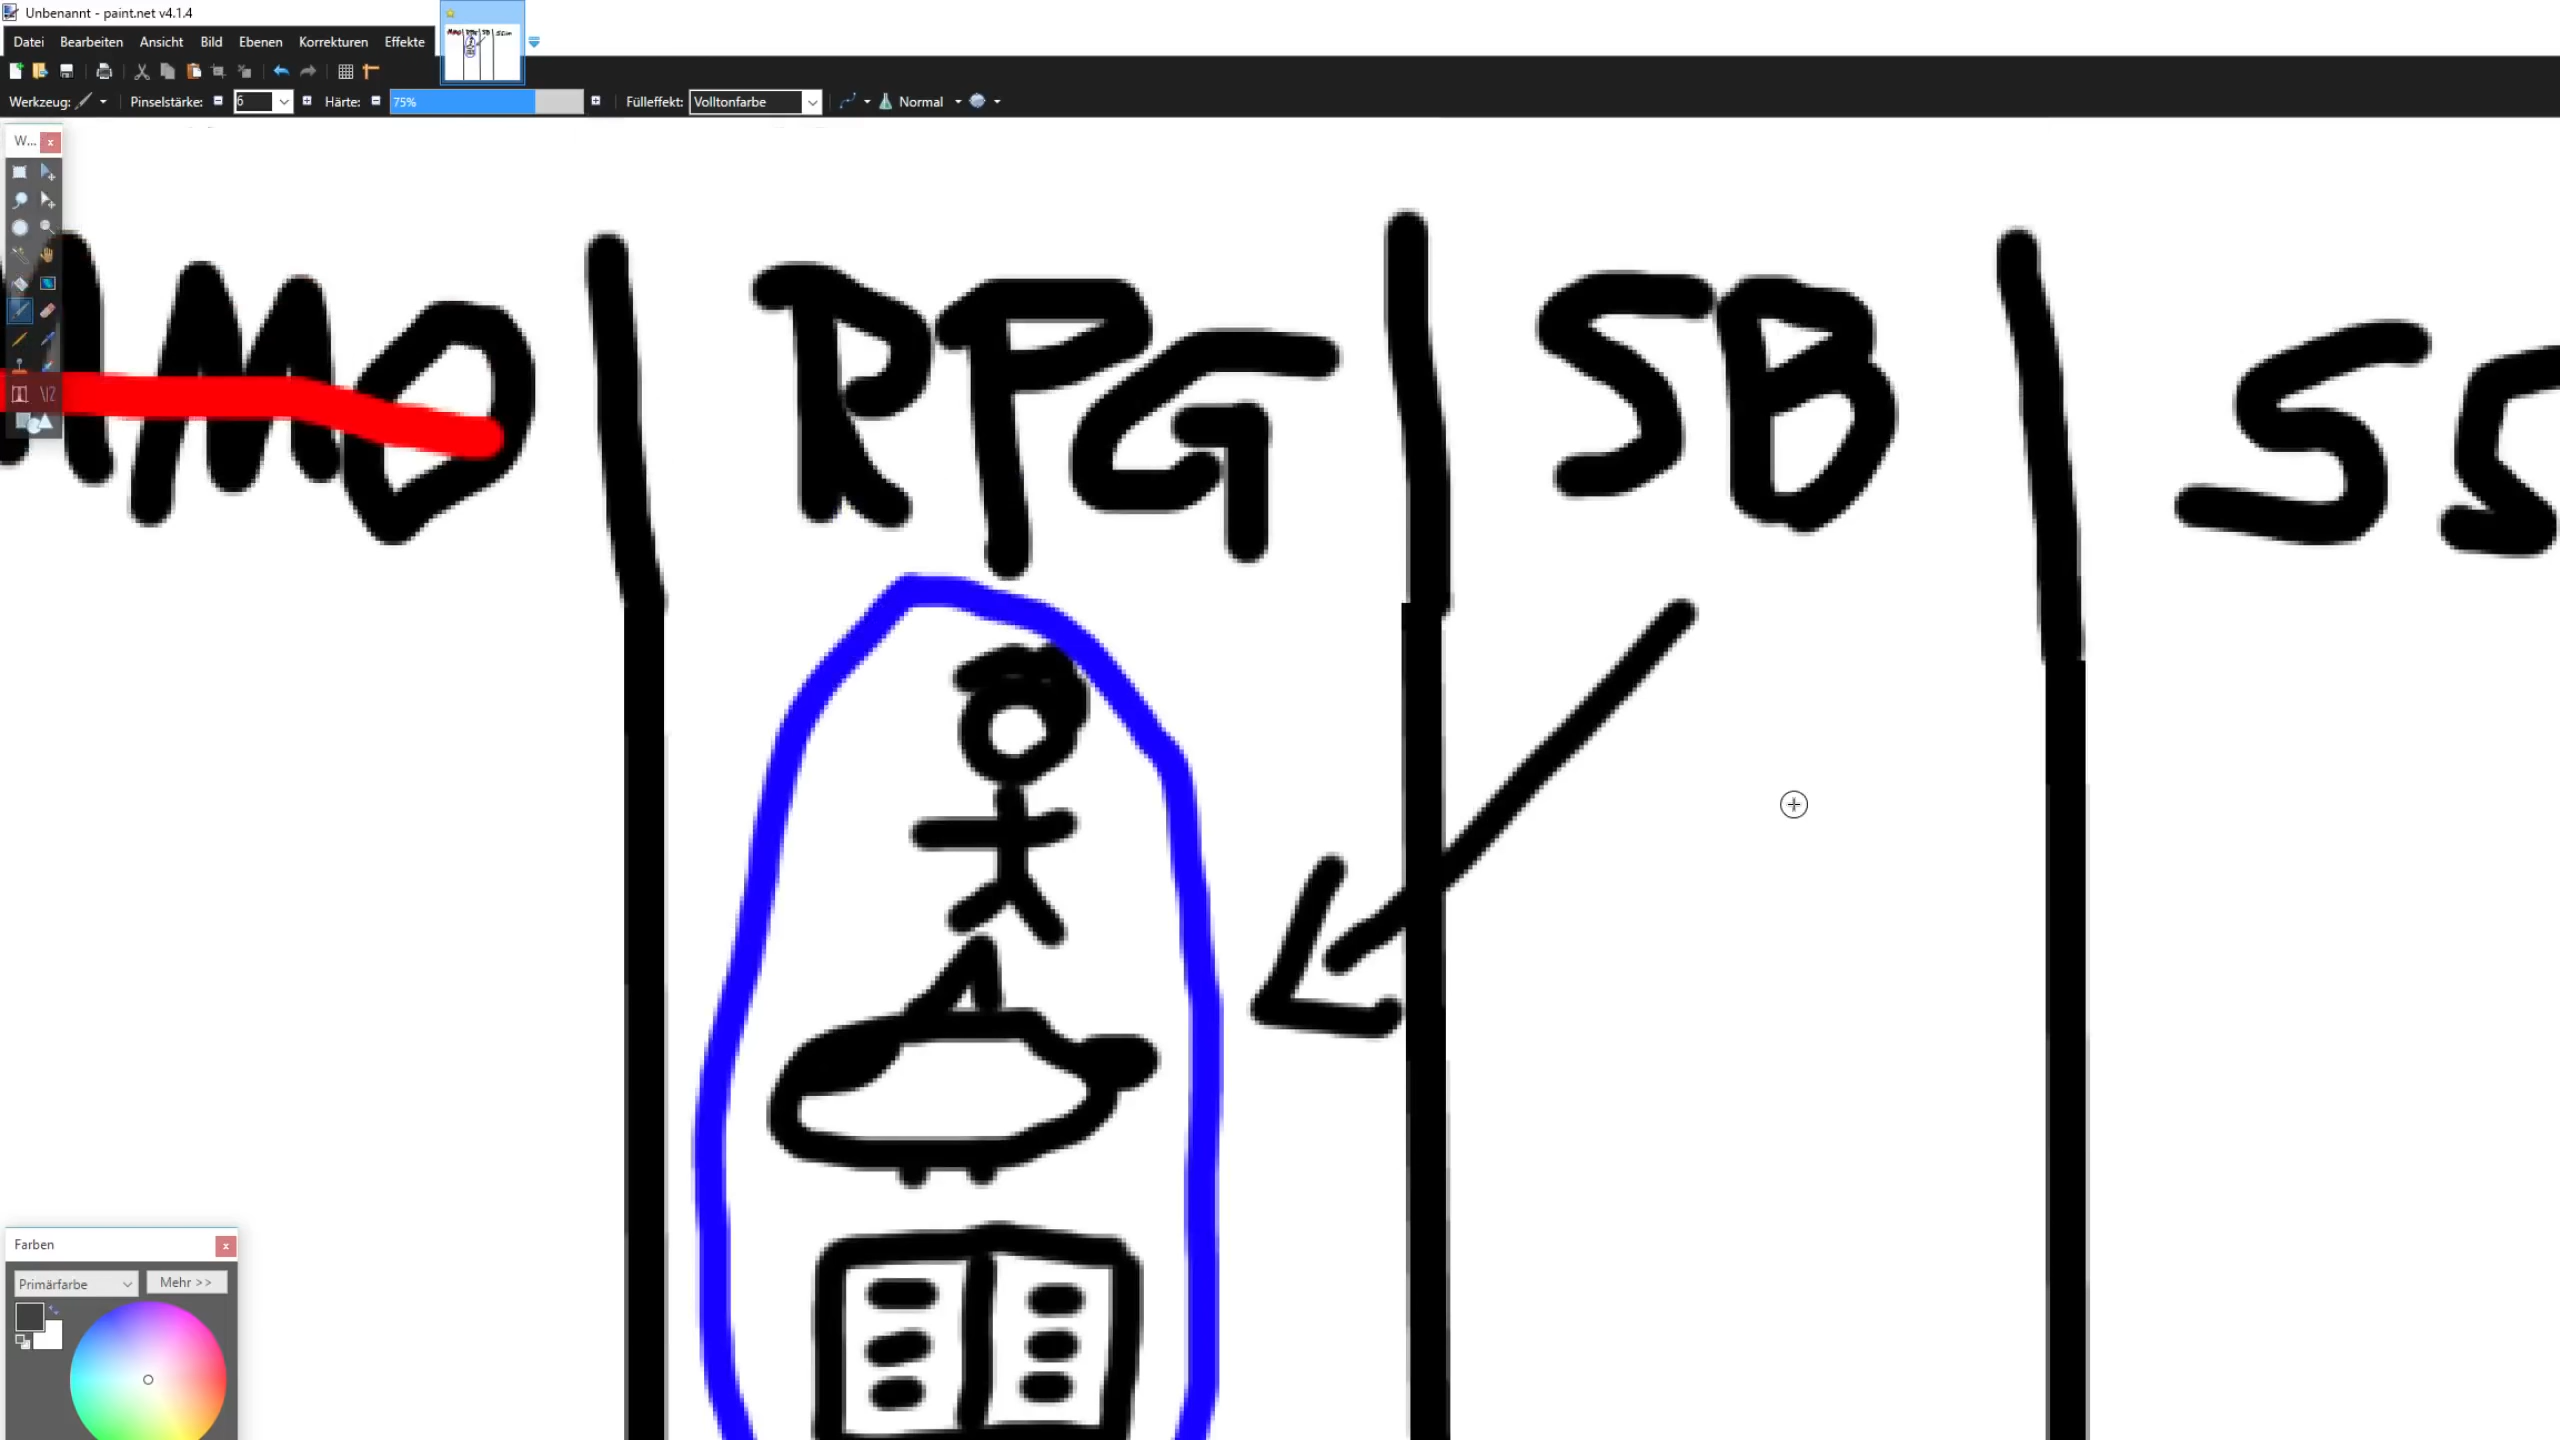 Unbenannt - paint.net v4.1.4
Datei Bearbeiten Ansicht Bild Ebenen Korrekturen Effekte
Werkzeug: Pinselstärke: 6 Härte: 75% Fülleffekt: Volltonfarbe Normal
W...
MMO RPG SB SS
Farben
Primärfarbe Mehr >>